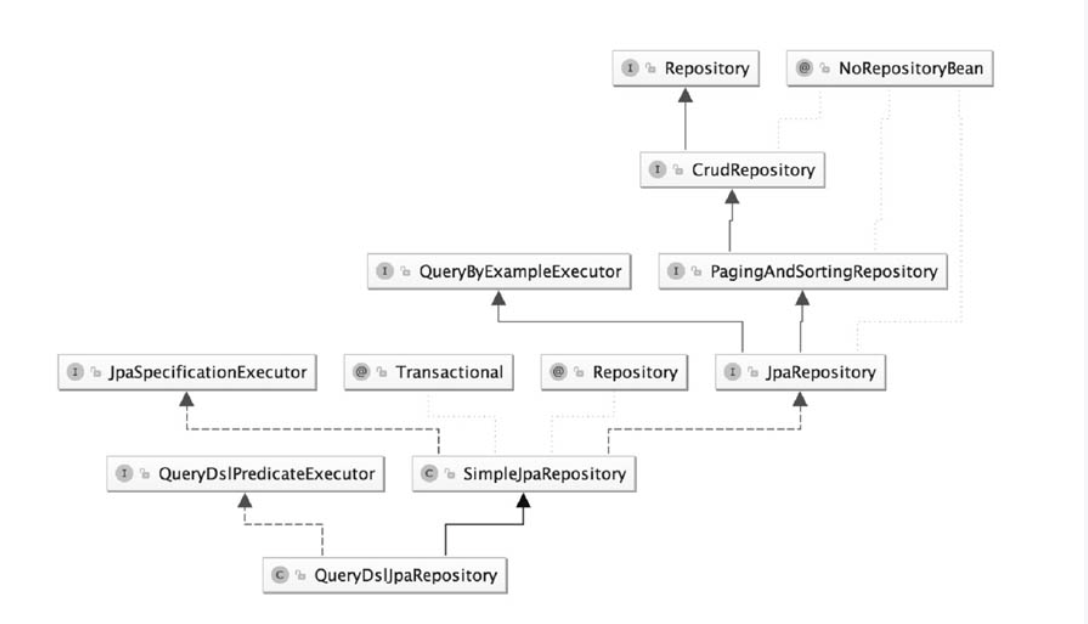 I Repository
@ NoRepositoryBean
I CrudRepository
I QueryByExampleExecutor
I PagingAndSortingRepository
I JpaSpecificationExecutor
@ Transactional
@ Repository
I JpaRepository
I QueryDslPredicateExecutor
C SimpleJpaRepository
C QueryDslJpaRepository